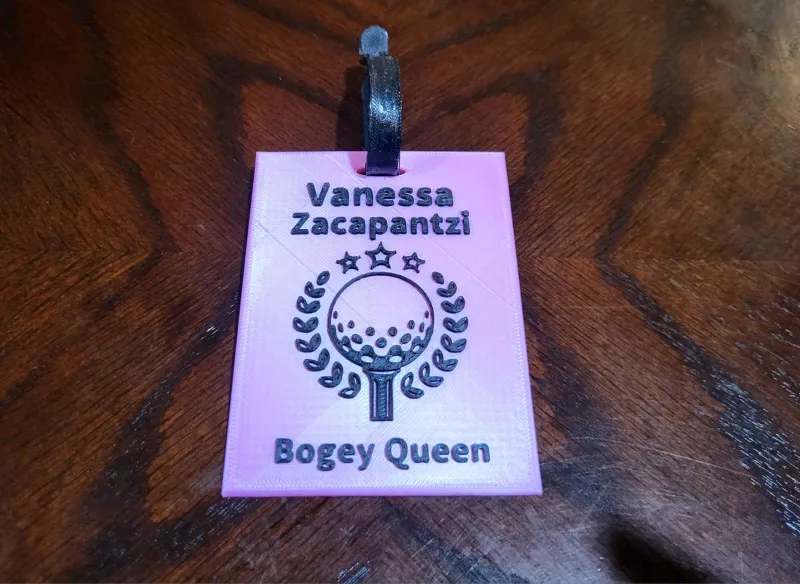 Vanessa
Zacapantzi
Bogey Queen